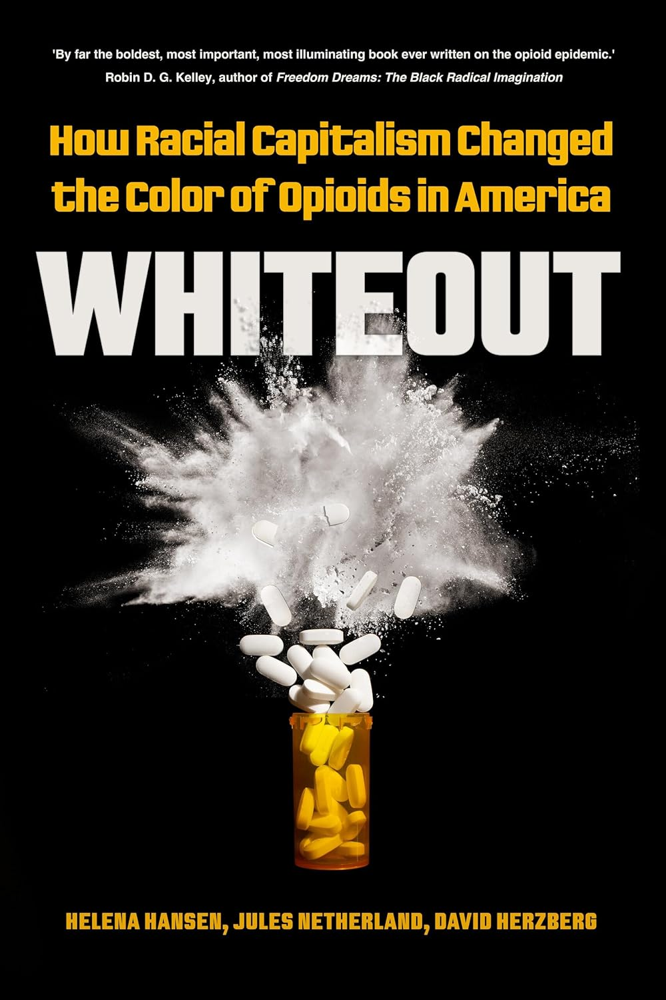 'By far the boldest, most important, most illuminating book ever written on the opioid epidemic.'
Robin D. G. Kelley, author of Freedom Dreams: The Black Radical Imagination
How Racial Capitalism Changed
the Color of Opioids in America
WHITEOUT
HELENA HANSEN, JULES NETHERLAND, DAVID HERZBERG